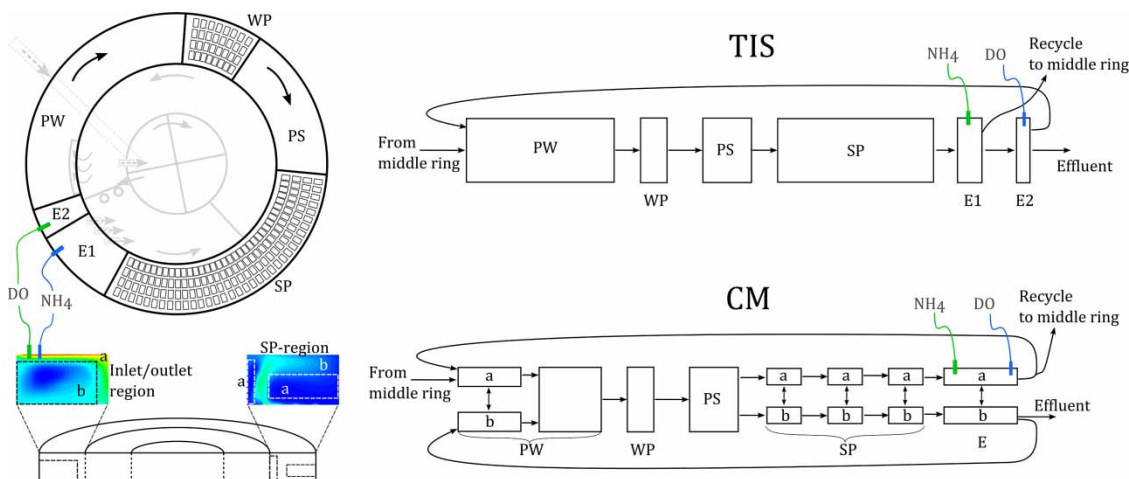 WP
PW
PS
E2
E1
SP
DO
NH4
a
b
Inlet/outlet
region
SP-region
b
a
a
TIS
NH4
DO
Recycle
to middle ring
From
middle ring
PW
WP
PS
SP
E1
E2
Effluent
CM
NH4
DO
Recycle
to middle ring
From
middle ring
a
b
PW
WP
PS
a
a
a
a
b
b
b
b
SP
E
Effluent